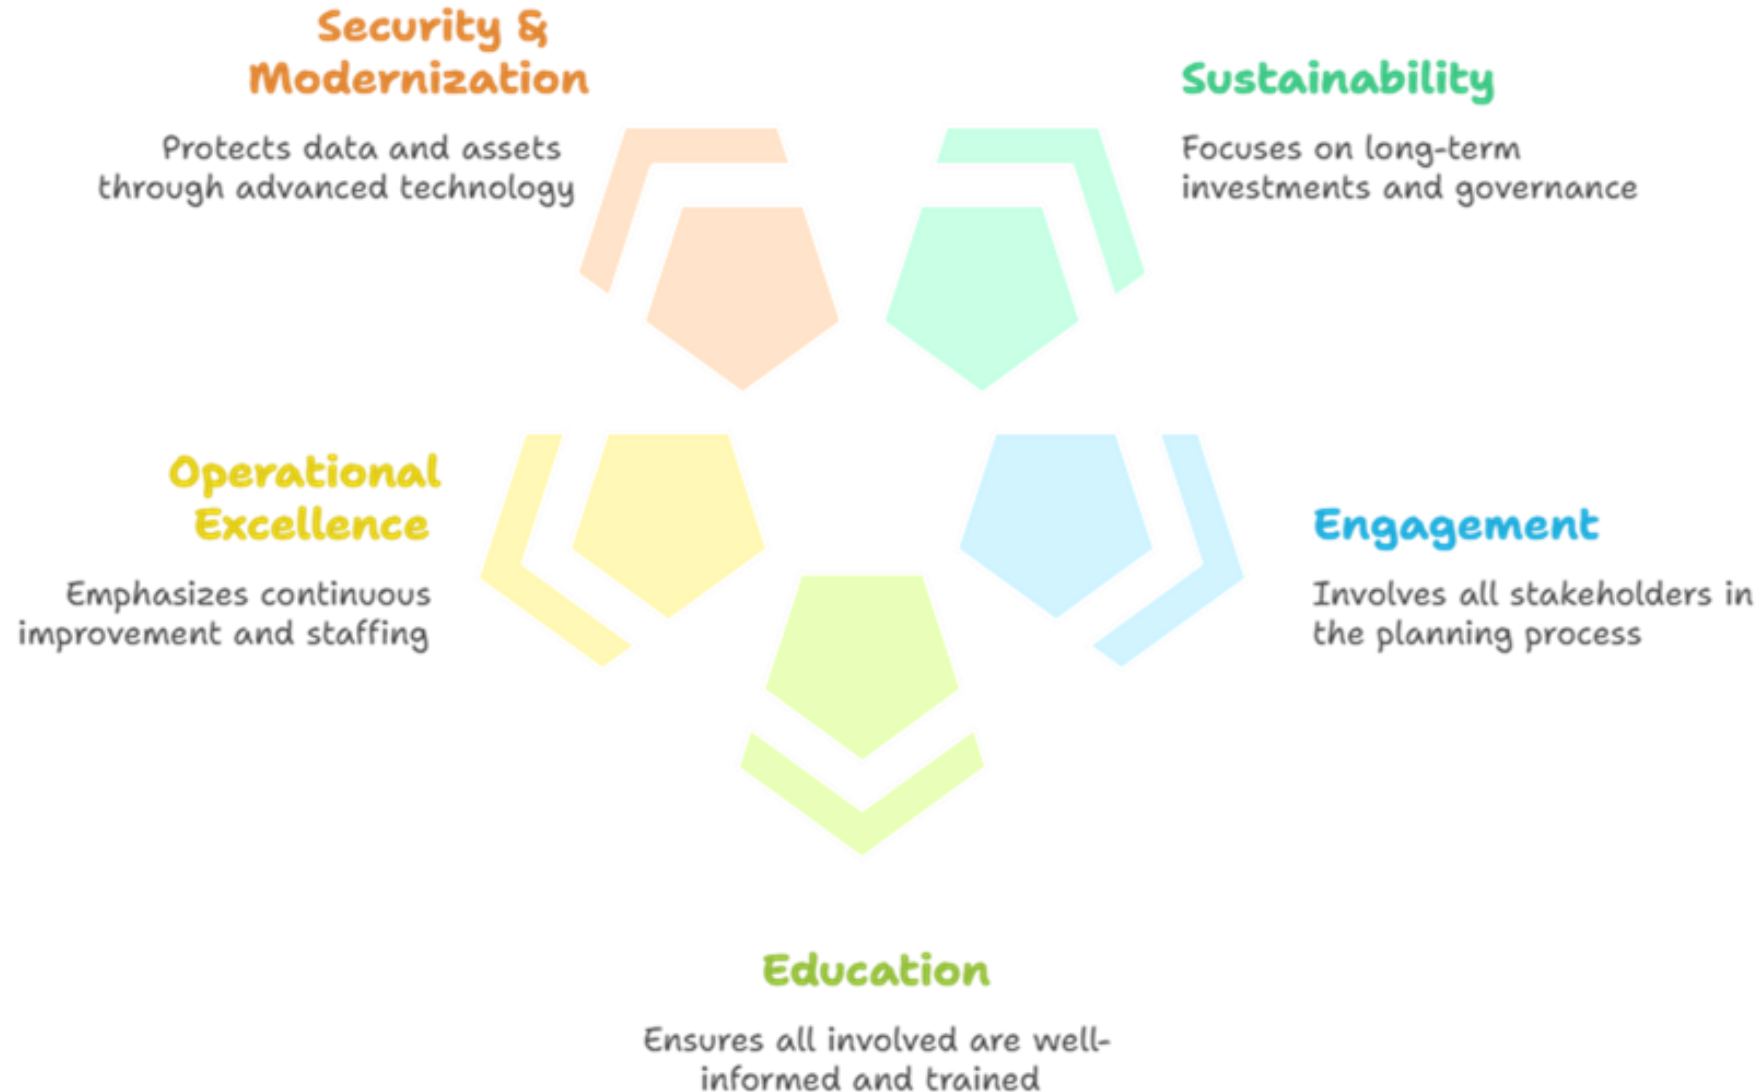 Security &
Modernization
Protects data and assets
through advanced technology
Sustainability
Focuses on long-term
investments and governance
Operational
Excellence
Emphasizes continuous
improvement and staffing
Engagement
Involves all stakeholders in
the planning process
Education
Ensures all involved are well-
informed and trained